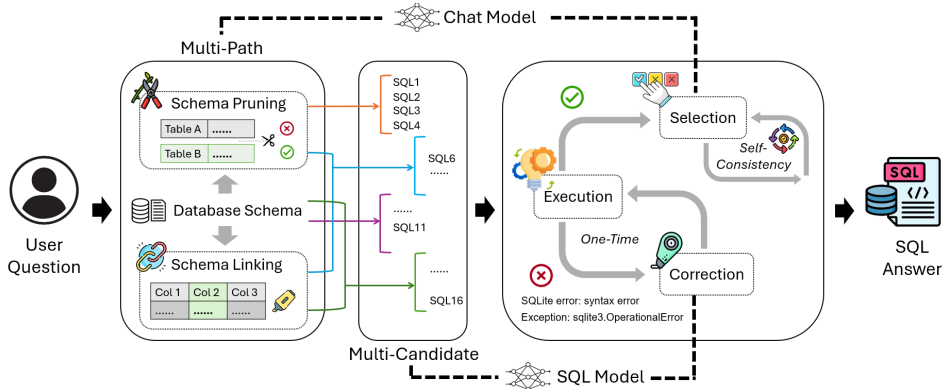 Chat Model
Multi-Path
Schema Pruning
Table A ......
Table B ......
Database Schema
Schema Linking
Col 1 Col 2 Col 3
...... ...... ......
User
Question
SQL1
SQL2
SQL3
SQL4
SQL6
......
......
SQL11
......
SQL16
Multi-Candidate
Selection
Self-
Consistency
Execution
One-Time
Correction
SQLite error: syntax error
Exception: sqlite3.OperationalError
SQL Model
SQL
</>
SQL
Answer